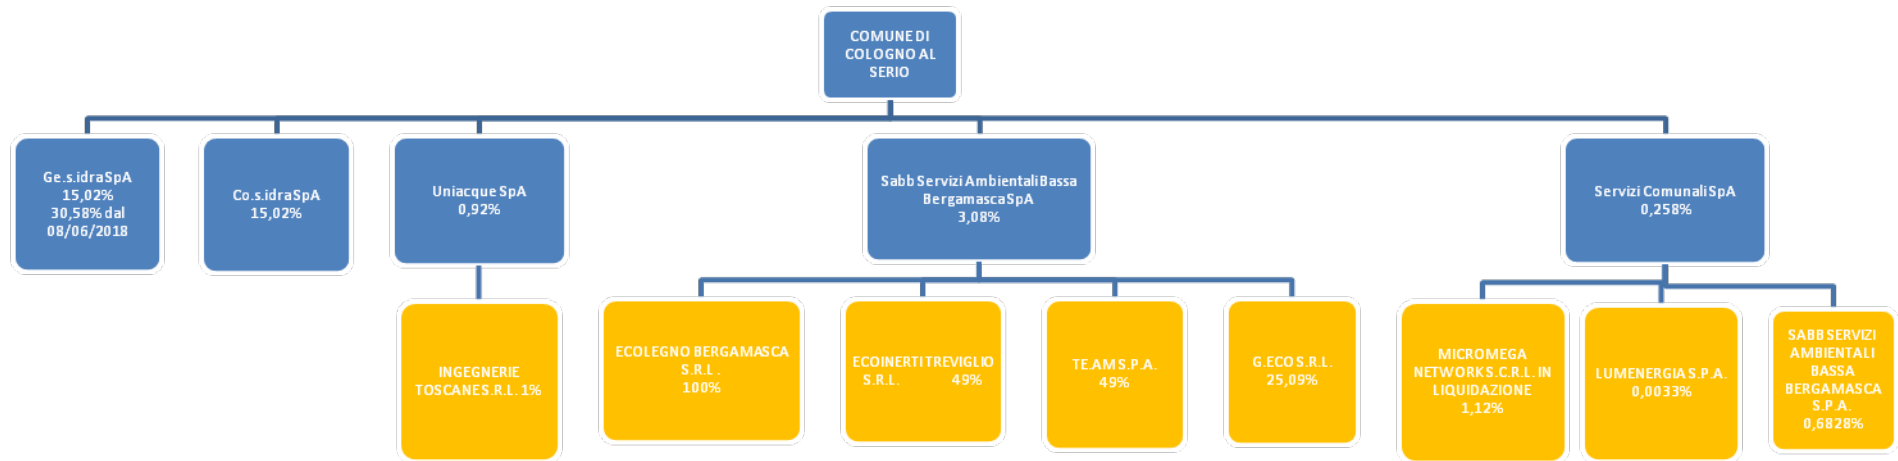 COMUNE DI
COLOGNO AL
SERIO
Ge.s.idra SpA
15,02%
30,58% dal
08/06/2018
Co.s.idra SpA
15,02%
Uniacque SpA
0,92%
Sabb Servizi Ambientali Bassa
Bergamasca SpA
3,08%
Servizi Comunali SpA
0,258%
INGEGNERIE
TOSCANE S.R.L. 1%
ECOLEGNO BERGAMASCA
S.R.L.
100%
ECOINERTI TREVIGLIO
S.R.L. 49%
TE.AM S.P.A.
49%
G.ECO S.R.L.
25,09%
MICROMEGA
NETWORK S.C.R.L. IN
LIQUIDAZIONE
1,12%
LUMENERGIA S.P.A.
0,0033%
SABB SERVIZI
AMBIENTALI
BASSA
BERGAMASCA
S.P.A.
0,6828%